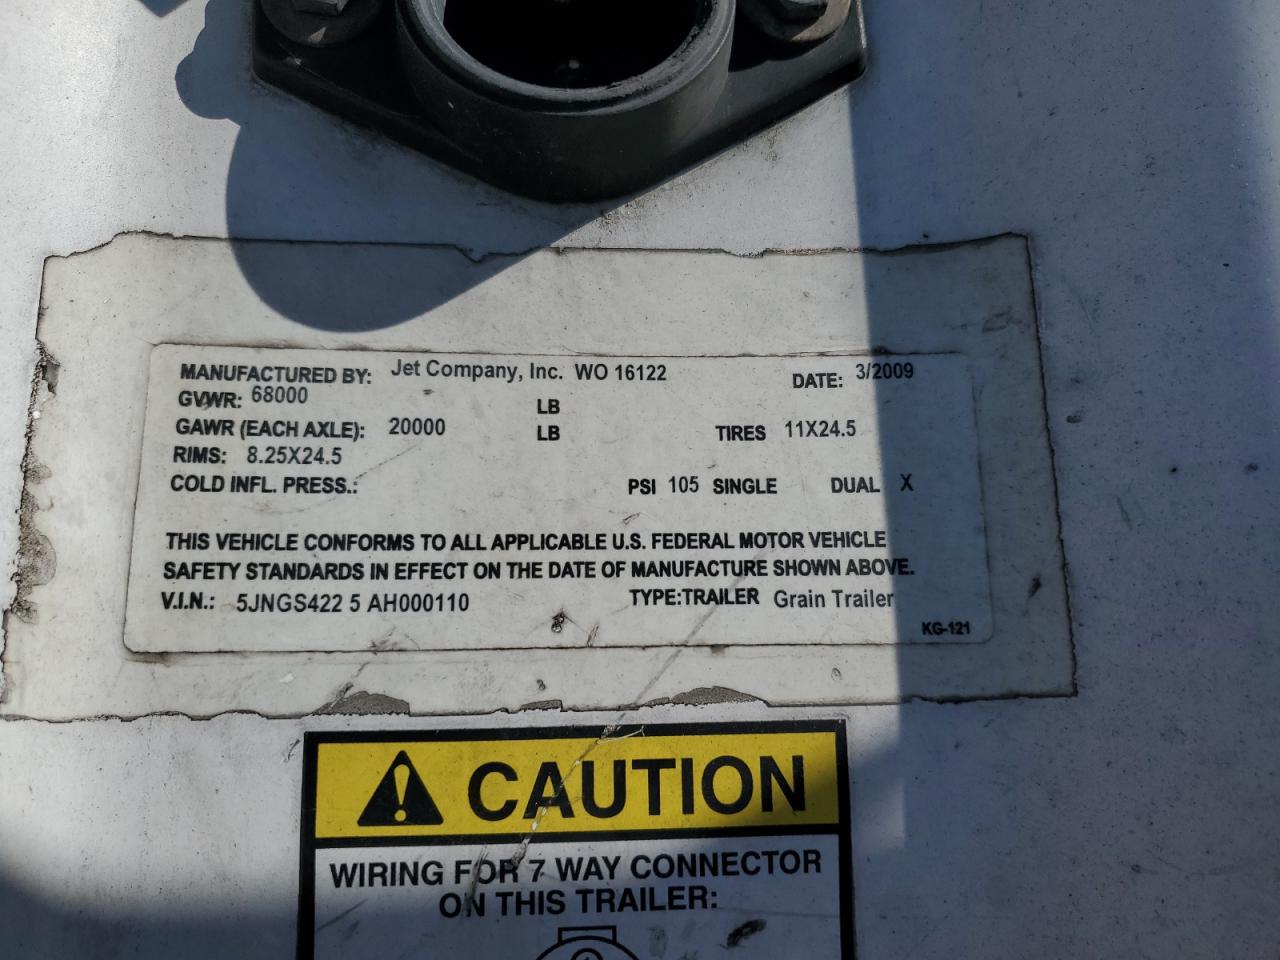 MANUFACTURED BY: Jet Company, Inc. WO 16122 DATE: 3/2009
GVWR: 68000 LB
GAWR (EACH AXLE): 20000 LB TIRES 11X24.5
RIMS: 8.25X24.5
COLD INFL. PRESS.: PSI 105 SINGLE DUAL X
THIS VEHICLE CONFORMS TO ALL APPLICABLE U.S. FEDERAL MOTOR VEHICLE
SAFETY STANDARDS IN EFFECT ON THE DATE OF MANUFACTURE SHOWN ABOVE.
V.I.N.: 5JNGS422 5 AH000110 TYPE:TRAILER Grain Trailer
KG-121
CAUTION
WIRING FOR 7 WAY CONNECTOR
ON THIS TRAILER: